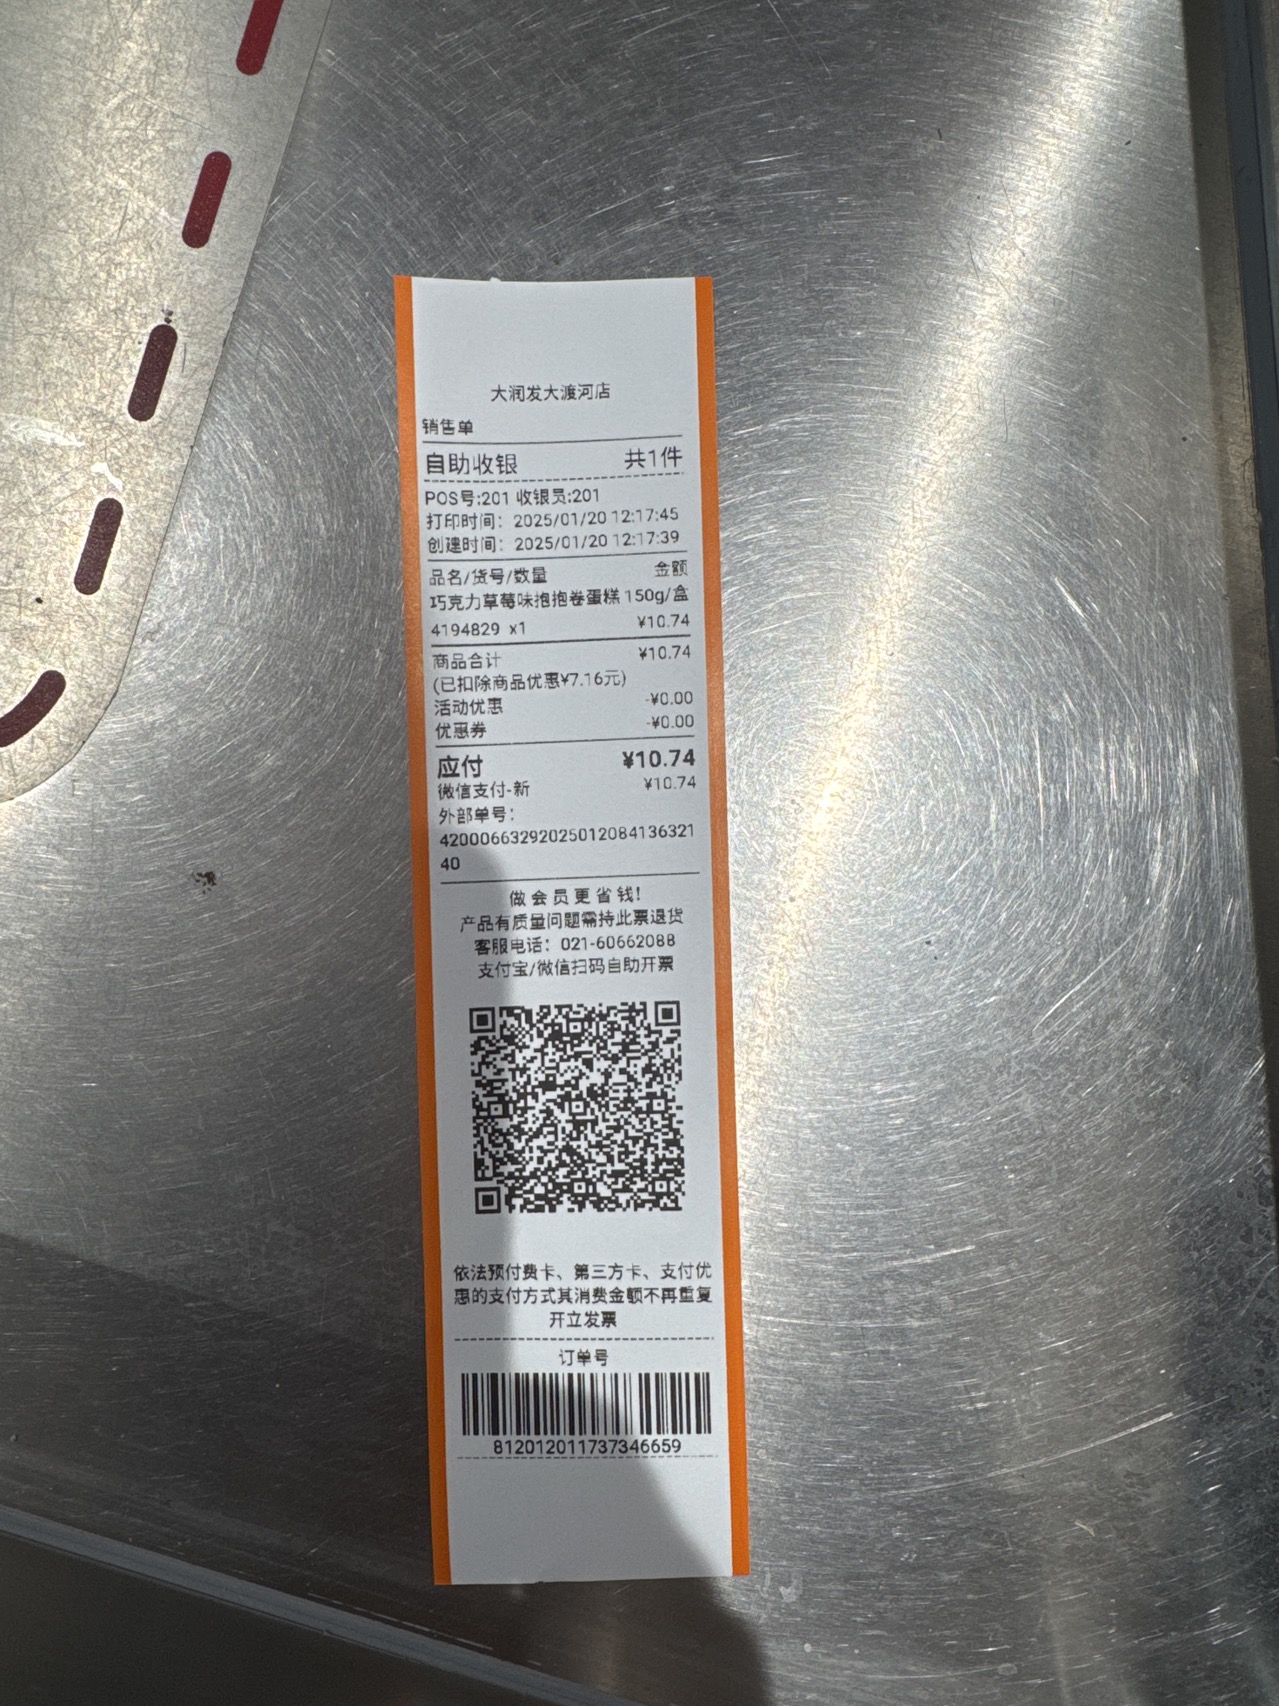 大润发大渡河店
销售单
自助收银 共1件
POS号:201 收银员:201
打印时间: 2025/01/20 12:17:45
创建时间: 2025/01/20 12:17:39
品名/货号/数量 金额
巧克力草莓味抱抱卷蛋糕 150g/盒
4194829 x1 ¥10.74
商品合计 ¥10.74
(已扣除商品优惠¥7.16元)
活动优惠 -¥0.00
优惠券 -¥0.00
应付 ¥10.74
微信支付-新 ¥10.74
外部单号:
42000663292025012084136321
40
做会员更省钱!
产品有质量问题需持此票退货
客服电话: 021-60662088
支付宝/微信扫码自助开票
依法预付费卡、第三方卡、支付优
惠的支付方式其消费金额不再重复
开立发票
订单号
812012011737346659